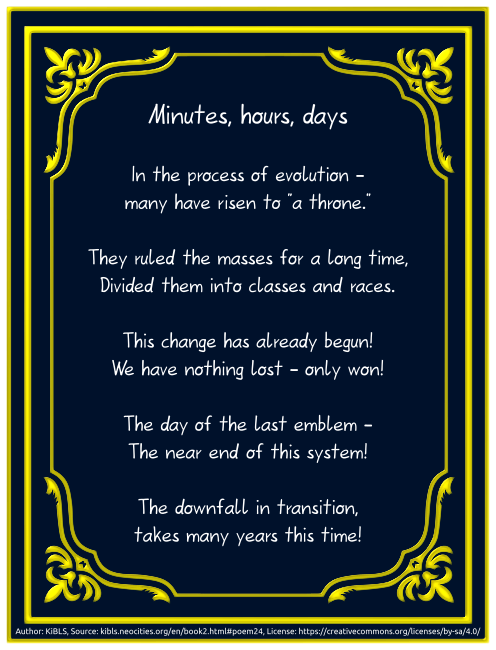 Minutes, hours, days
In the process of evolution –
many have risen to "a throne."
They ruled the masses for a long time,
Divided them into classes and races.
This change has already begun!
We have nothing lost – only won!
The day of the last emblem –
The near end of this system!
The downfall in transition,
takes many years this time!
Author: KiBLS, Source: kibls.neocities.org/en/book2.html#poem24, License: https://creativecommons.org/licenses/by-sa/4.0/